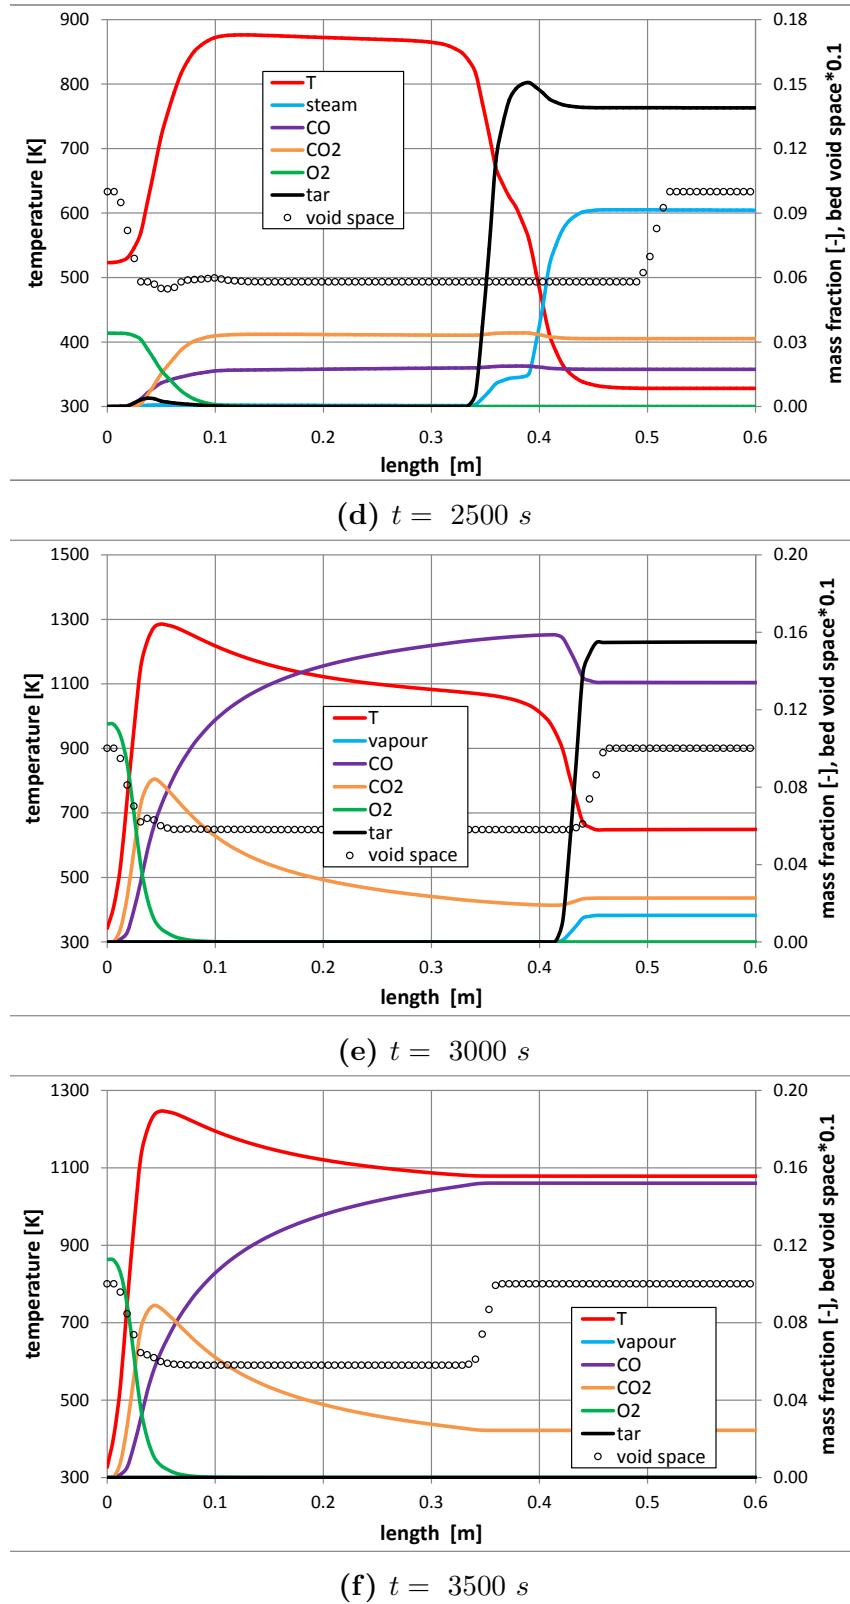 900
800
700
600
500
400
300
temperature [K]
T
steam
CO
CO2
O2
tar
void space
0.18
0.15
0.12
0.09
0.06
0.03
0.00
mass fraction [-], bed void space*0.1
0 0.1 0.2 0.3 0.4 0.5 0.6
length [m]
(d) t = 2500 s
1500
1300
1100
900
700
500
300
temperature [K]
T
vapour
CO
CO2
O2
tar
void space
0.20
0.16
0.12
0.08
0.04
0.00
mass fraction [-], bed void space*0.1
0 0.1 0.2 0.3 0.4 0.5 0.6
length [m]
(e) t = 3000 s
1300
1100
900
700
500
300
temperature [K]
T
vapour
CO
CO2
O2
tar
void space
0.20
0.16
0.12
0.08
0.04
0.00
mass fraction [-], bed void space*0.1
0 0.1 0.2 0.3 0.4 0.5 0.6
length [m]
(f) t = 3500 s